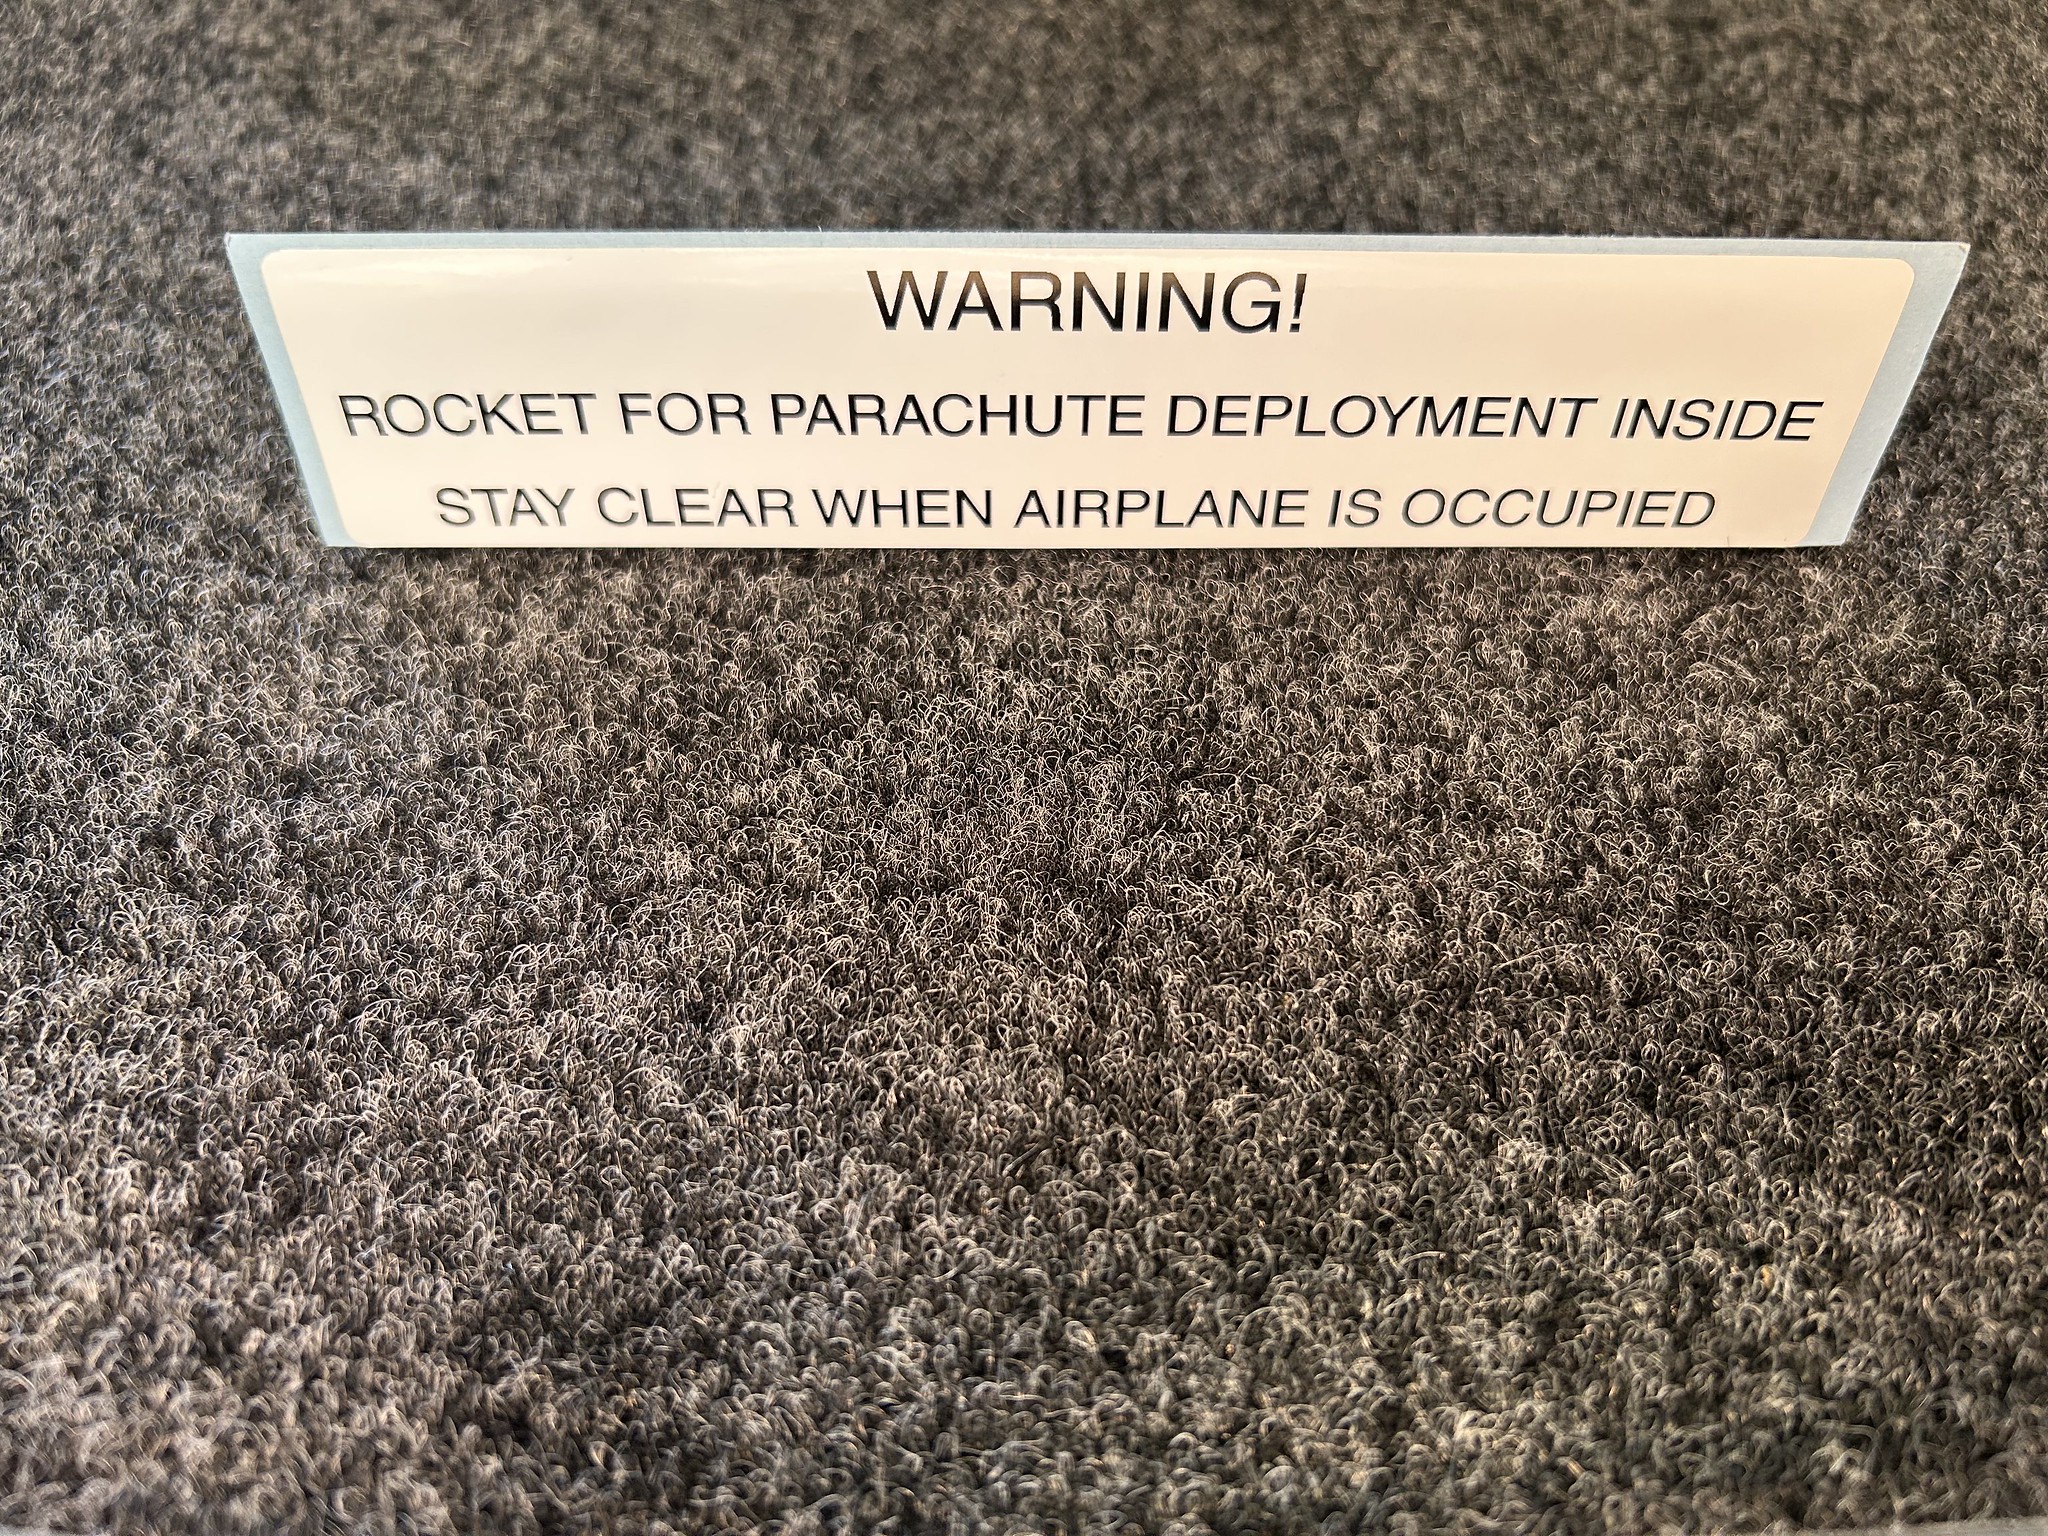 WARNING!
ROCKET FOR PARACHUTE DEPLOYMENT INSIDE
STAY CLEAR WHEN AIRPLANE IS OCCUPIED